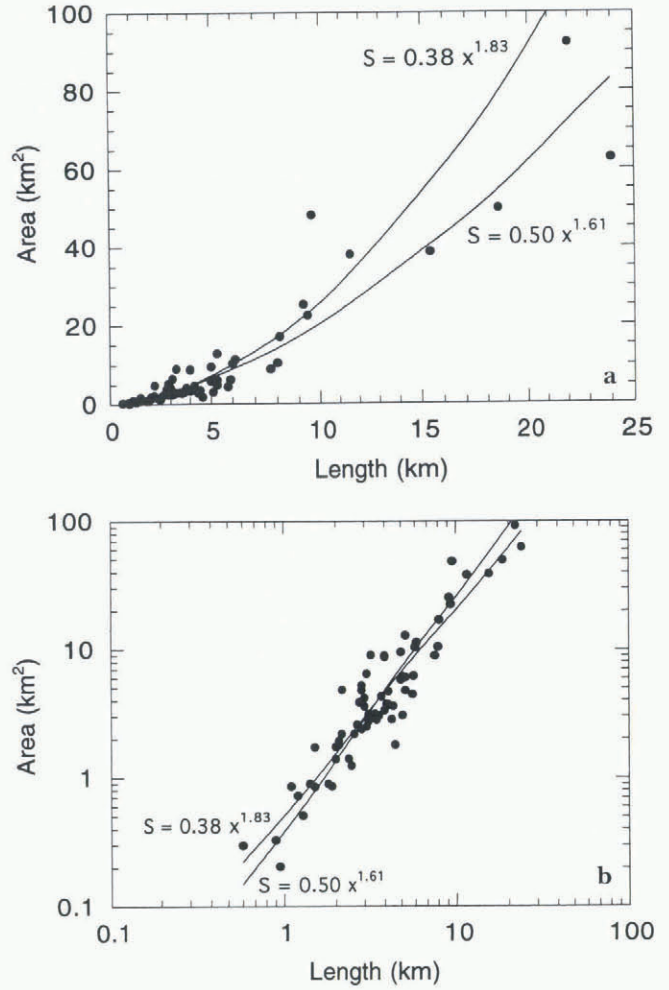 100
80
60
40
20
0
Area (km²)
S = 0.38 x^1.83
S = 0.50 x^1.61
a
0 5 10 15 20 25
Length (km)
100
10
1
0.1
Area (km²)
S = 0.38 x^1.83
S = 0.50 x^1.61
b
0.1 1 10 100
Length (km)